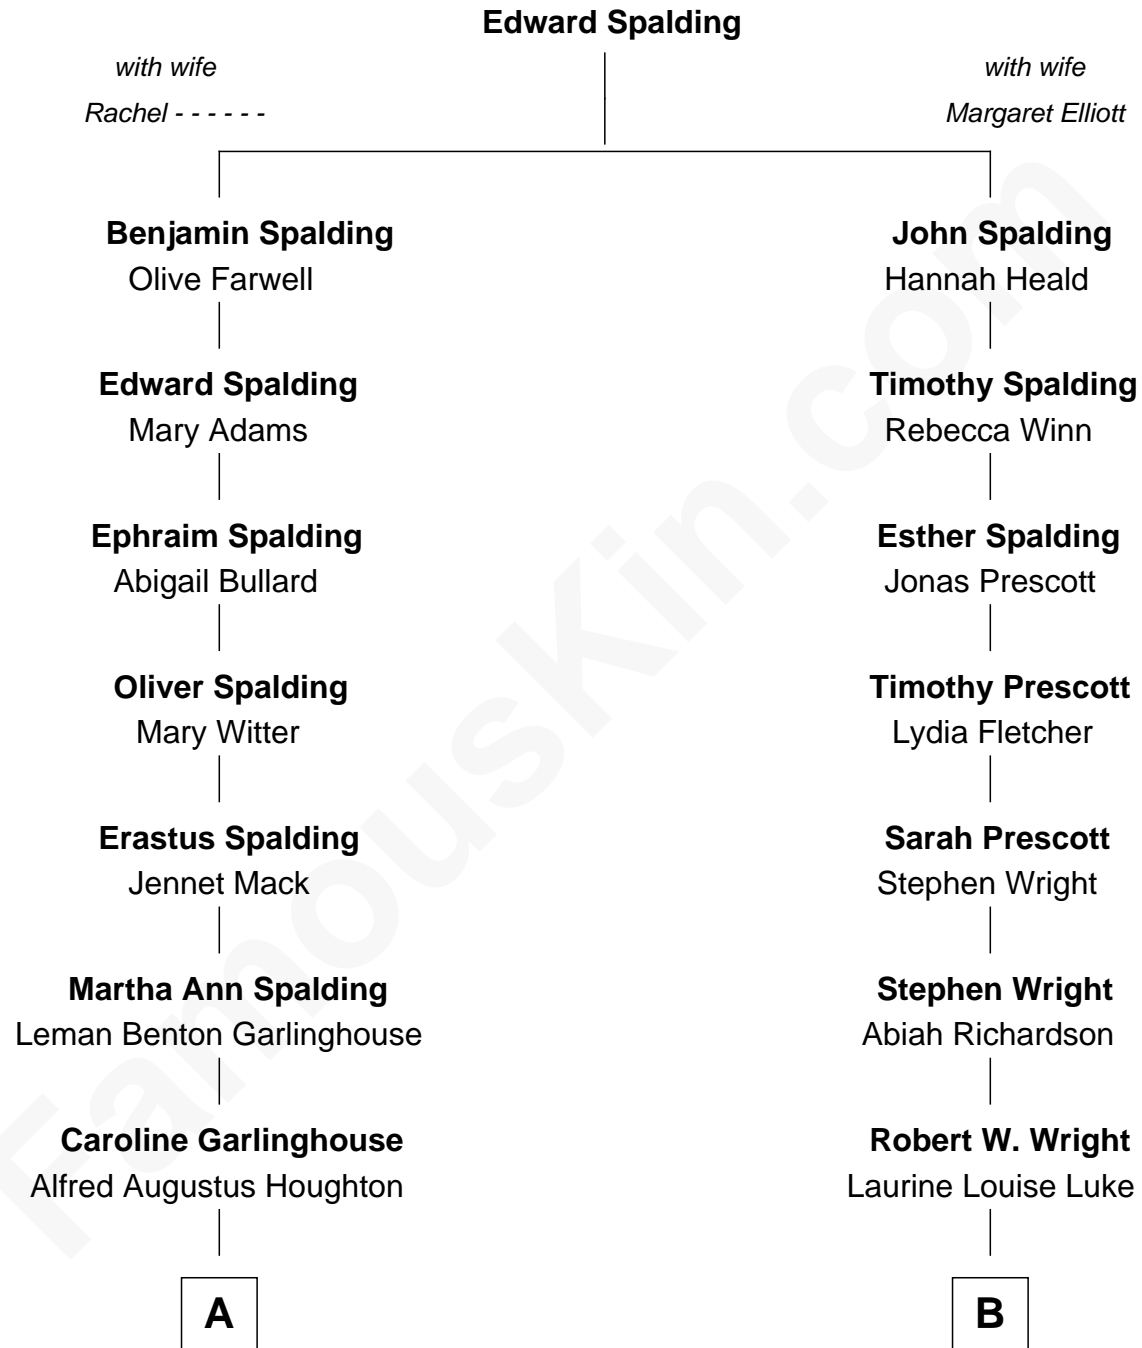 Edward Spalding
with wife
Rachel - - - - - -
with wife
Margaret Elliott
Benjamin Spalding
Olive Farwell
Edward Spalding
Mary Adams
Ephraim Spalding
Abigail Bullard
Oliver Spalding
Mary Witter
Erastus Spalding
Jennet Mack
Martha Ann Spalding
Leman Benton Garlinghouse
Caroline Garlinghouse
Alfred Augustus Houghton
A
John Spalding
Hannah Heald
Timothy Spalding
Rebecca Winn
Esther Spalding
Jonas Prescott
Timothy Prescott
Lydia Fletcher
Sarah Prescott
Stephen Wright
Stephen Wright
Abiah Richardson
Robert W. Wright
Laurine Louise Luke
B
FamousKin.com